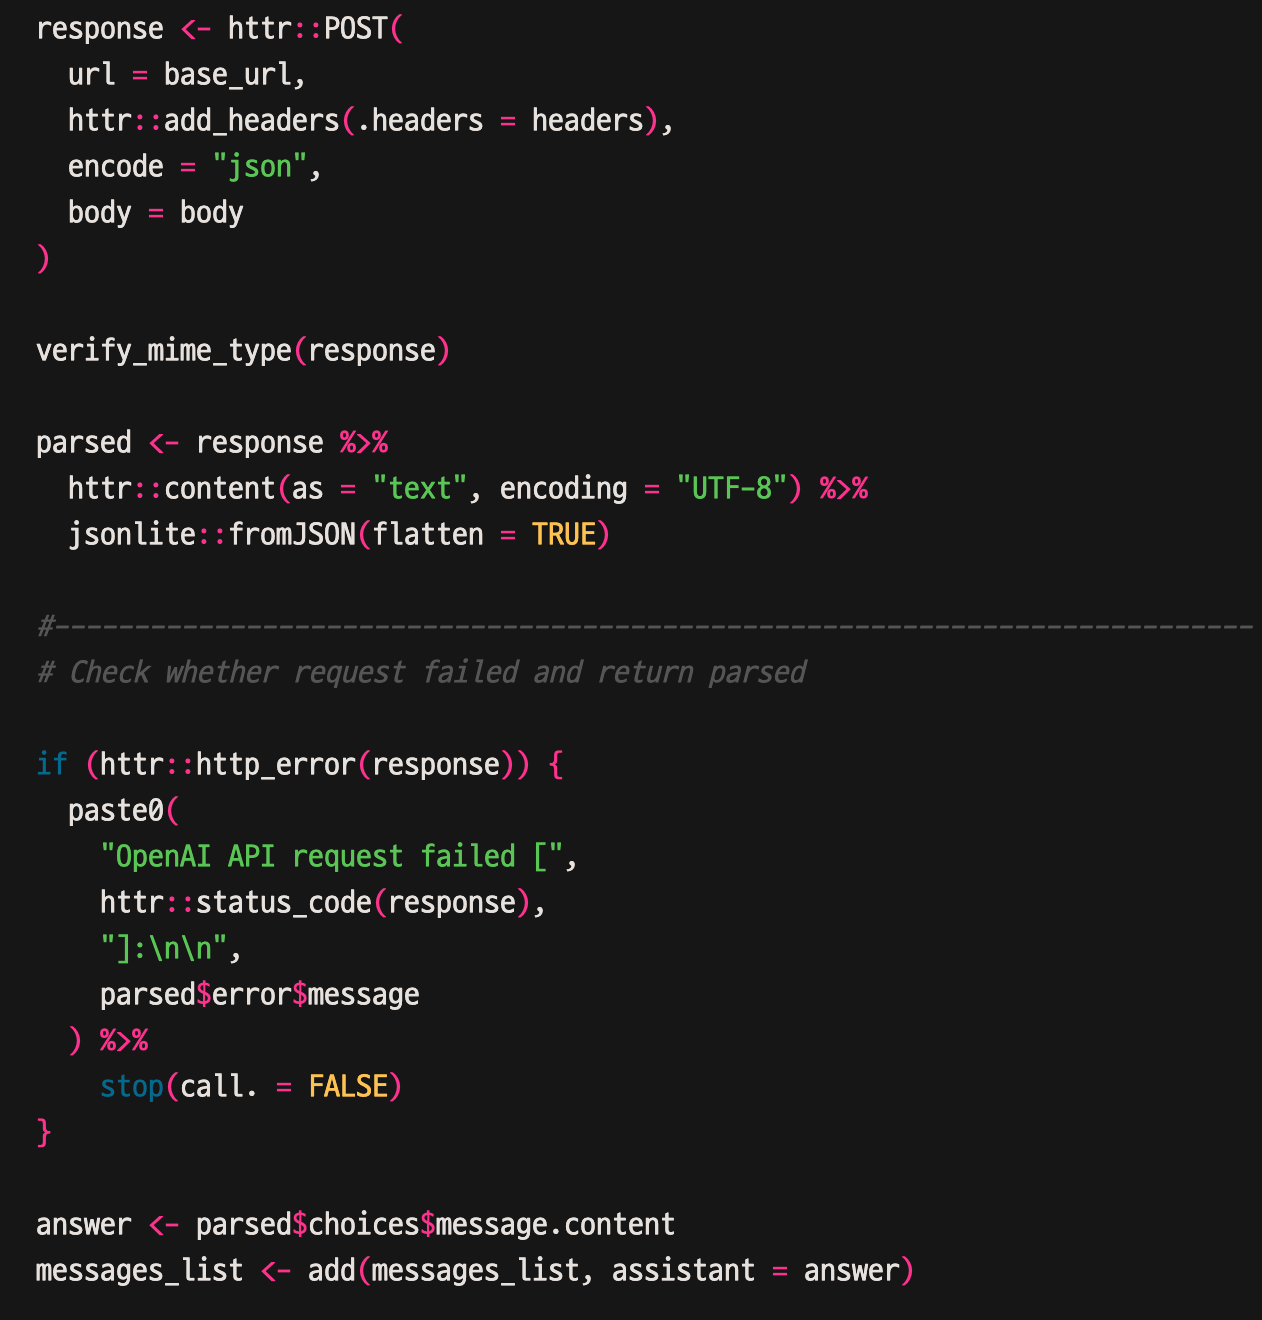 response <- httr::POST(
  url = base_url,
  httr::add_headers(.headers = headers),
  encode = "json",
  body = body
)

verify_mime_type(response)

parsed <- response %>%
  httr::content(as = "text", encoding = "UTF-8") %>%
  jsonlite::fromJSON(flatten = TRUE)

#---------------------------------------------------------------------------
# Check whether request failed and return parsed

if (httr::http_error(response)) {
  paste0(
    "OpenAI API request failed [",
    httr::status_code(response),
    "]:\n\n",
    parsed$error$message
  ) %>%
    stop(call. = FALSE)
}

answer <- parsed$choices$message.content
messages_list <- add(messages_list, assistant = answer)